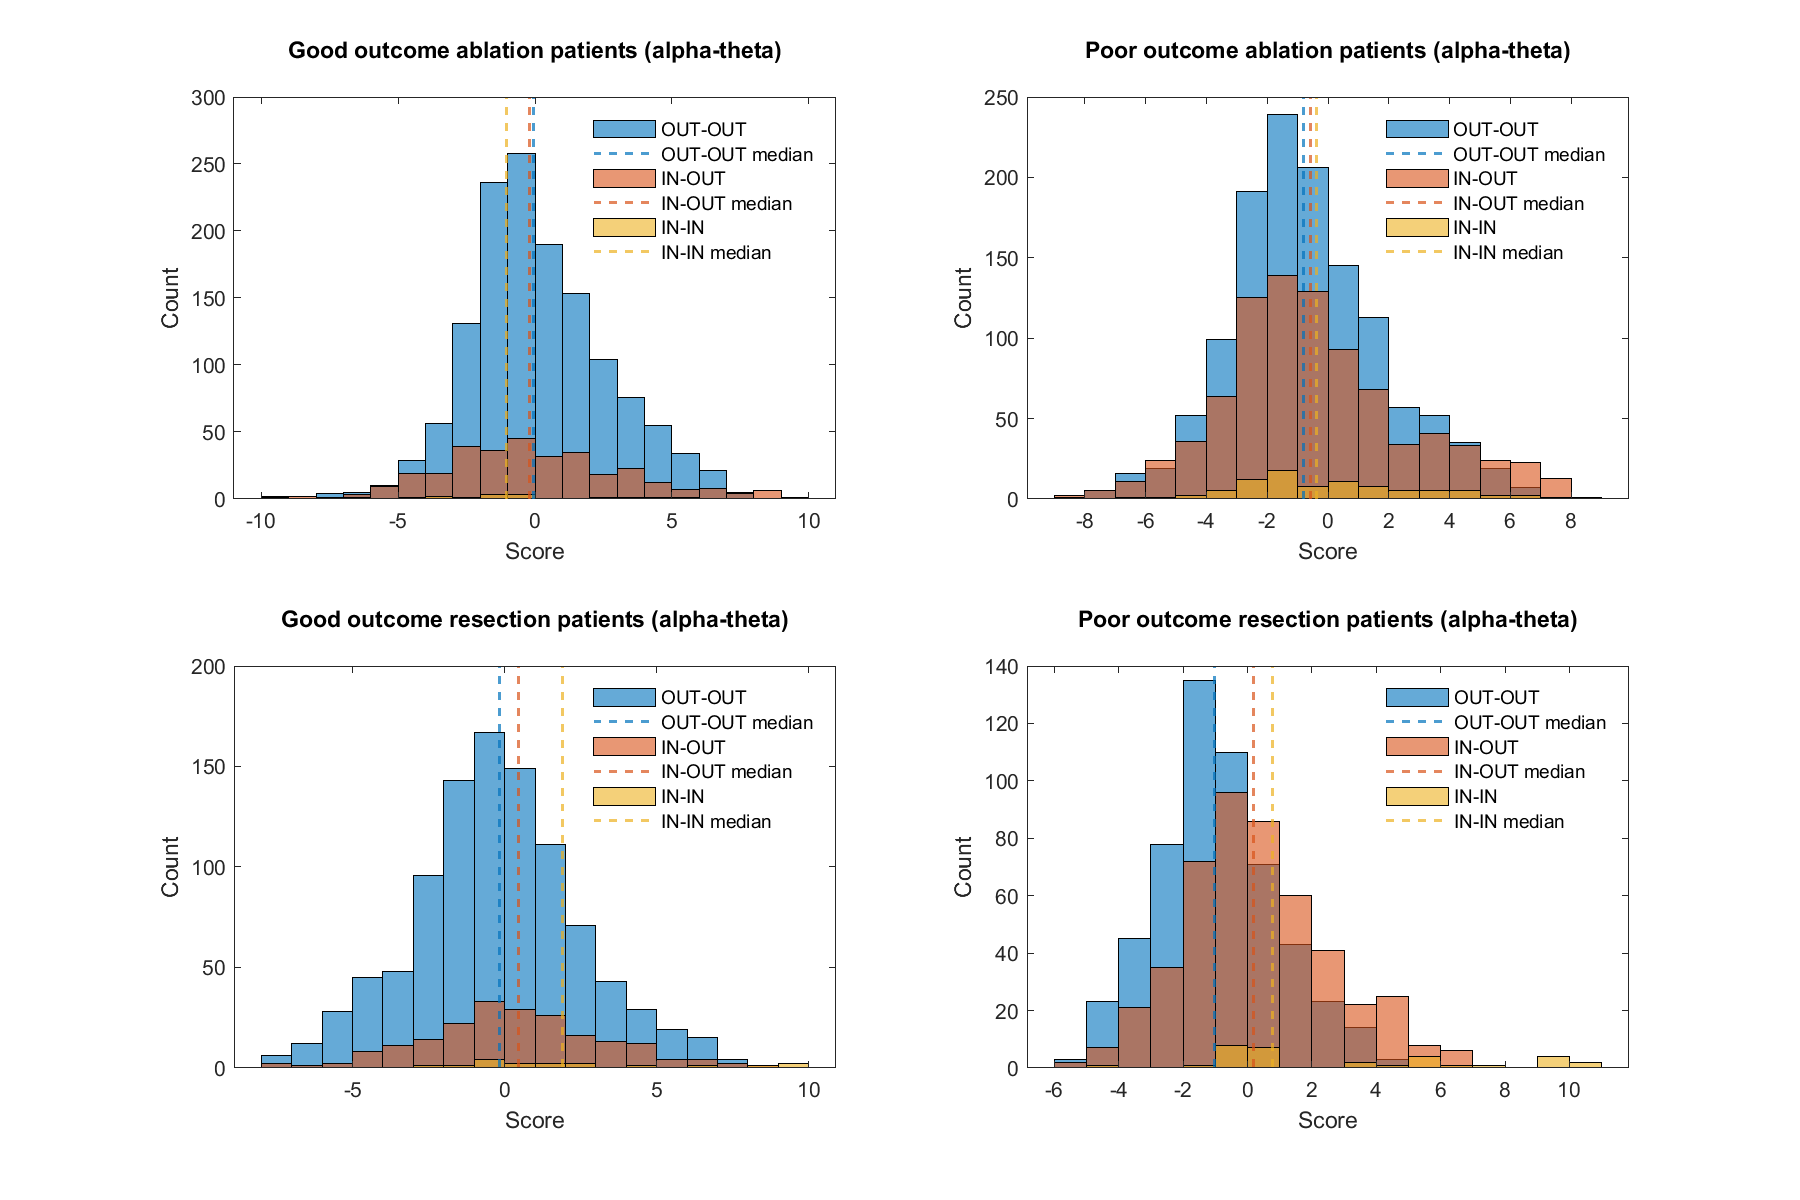 Good outcome ablation patients (alpha-theta)
300
250
200
150
100
50
0
Count
-10
-5
0
5
10
Score
OUT-OUT
OUT-OUT median
IN-OUT
IN-OUT median
IN-IN
IN-IN median
Poor outcome ablation patients (alpha-theta)
250
200
150
100
50
0
Count
-8
-6
-4
-2
0
2
4
6
8
Score
OUT-OUT
OUT-OUT median
IN-OUT
IN-OUT median
IN-IN
IN-IN median
Good outcome resection patients (alpha-theta)
200
150
100
50
0
Count
-5
0
5
10
Score
OUT-OUT
OUT-OUT median
IN-OUT
IN-OUT median
IN-IN
IN-IN median
Poor outcome resection patients (alpha-theta)
140
120
100
80
60
40
20
0
Count
-6
-4
-2
0
2
4
6
8
10
Score
OUT-OUT
OUT-OUT median
IN-OUT
IN-OUT median
IN-IN
IN-IN median